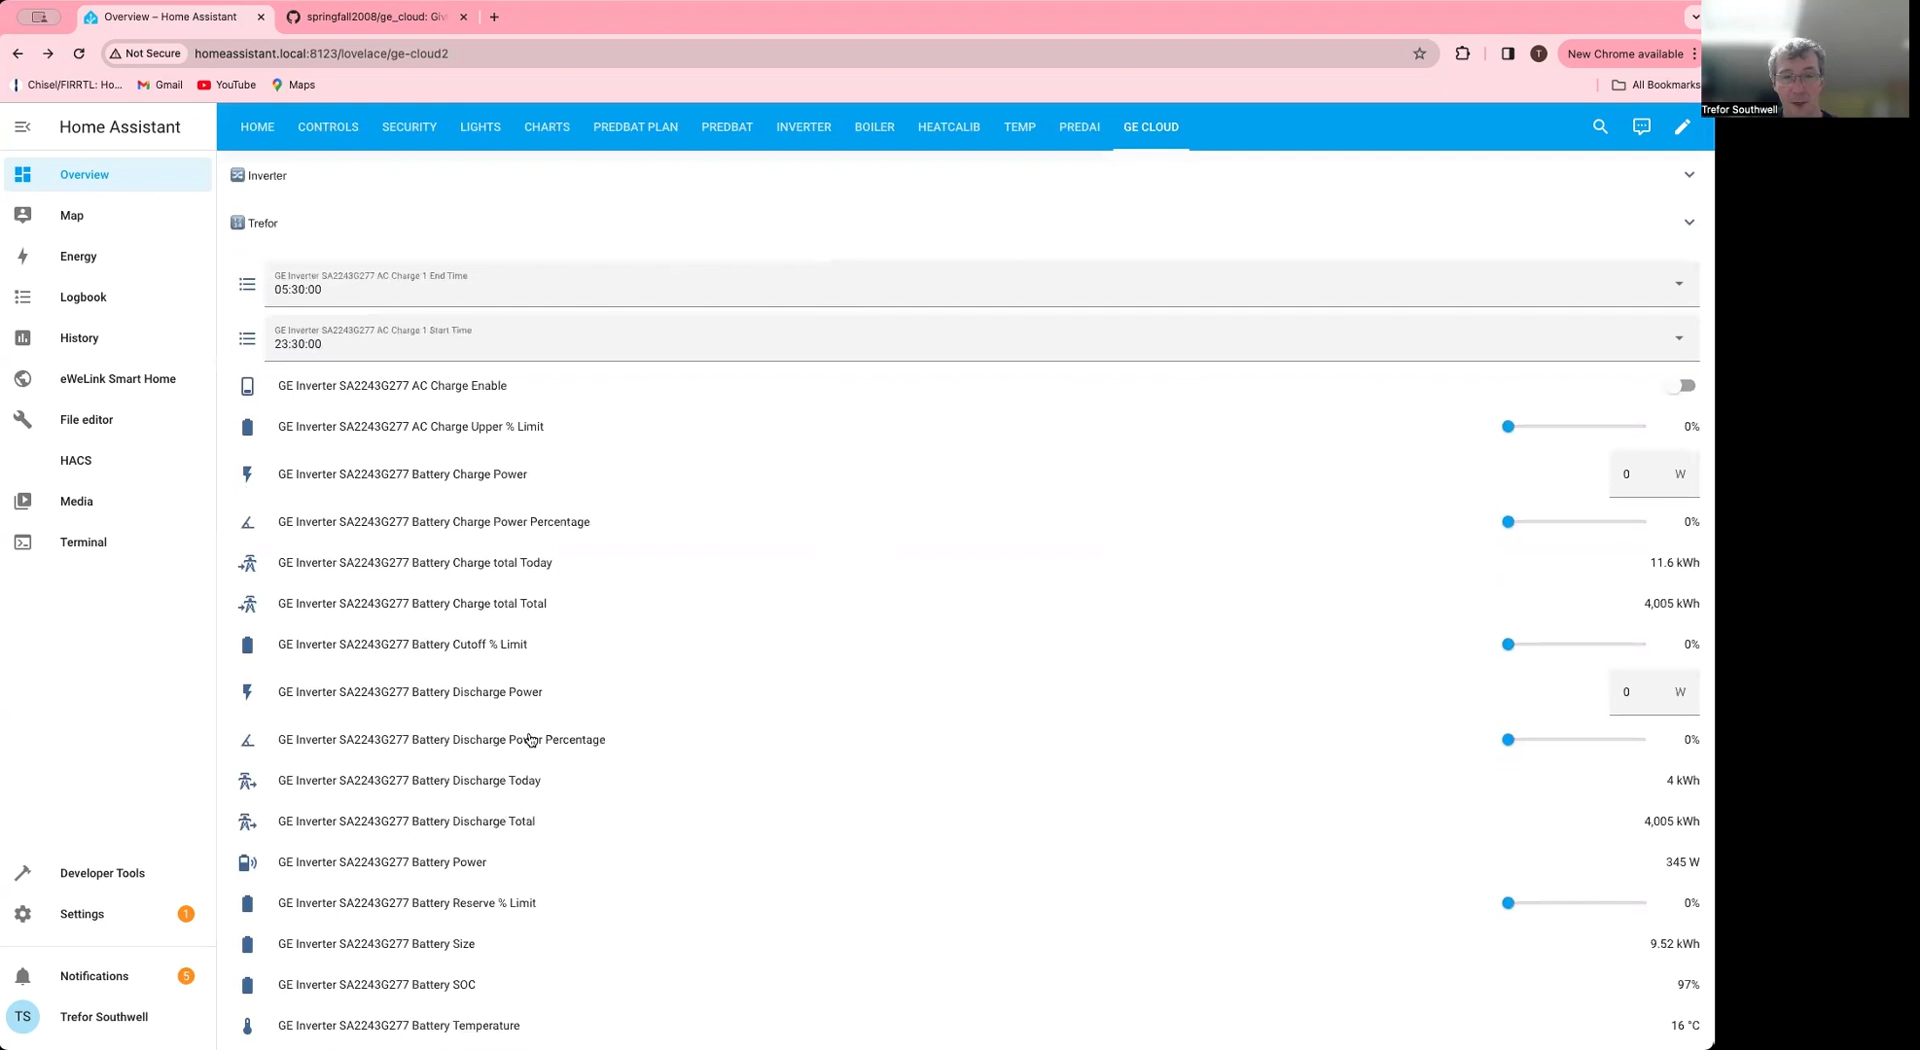 Overview – Home Assistant
springfall2008/ge_cloud: Giv
Not Secure
homeassistant.local:8123/lovelace/ge-cloud2
T
New Chrome available
Chisel/FIRRTL: Ho...
Gmail
YouTube
Maps
All Bookmarks
Trefor Southwell
Home Assistant
HOME
CONTROLS
SECURITY
LIGHTS
CHARTS
PREDBAT PLAN
PREDBAT
INVERTER
BOILER
HEATCALIB
TEMP
PREDAI
GE CLOUD
Overview
Map
Energy
Logbook
History
eWeLink Smart Home
File editor
HACS
Media
Terminal
Developer Tools
Settings
1
Notifications
5
TS
Trefor Southwell
Inverter
Trefor
GE Inverter SA2243G277 AC Charge 1 End Time
05:30:00
GE Inverter SA2243G277 AC Charge 1 Start Time
23:30:00
GE Inverter SA2243G277 AC Charge Enable
GE Inverter SA2243G277 AC Charge Upper % Limit
0%
GE Inverter SA2243G277 Battery Charge Power
0 W
GE Inverter SA2243G277 Battery Charge Power Percentage
0%
GE Inverter SA2243G277 Battery Charge total Today
11.6 kWh
GE Inverter SA2243G277 Battery Charge total Total
4,005 kWh
GE Inverter SA2243G277 Battery Cutoff % Limit
0%
GE Inverter SA2243G277 Battery Discharge Power
0 W
GE Inverter SA2243G277 Battery Discharge Power Percentage
0%
GE Inverter SA2243G277 Battery Discharge Today
4 kWh
GE Inverter SA2243G277 Battery Discharge Total
4,005 kWh
GE Inverter SA2243G277 Battery Power
345 W
GE Inverter SA2243G277 Battery Reserve % Limit
0%
GE Inverter SA2243G277 Battery Size
9.52 kWh
GE Inverter SA2243G277 Battery SOC
97%
GE Inverter SA2243G277 Battery Temperature
16 °C